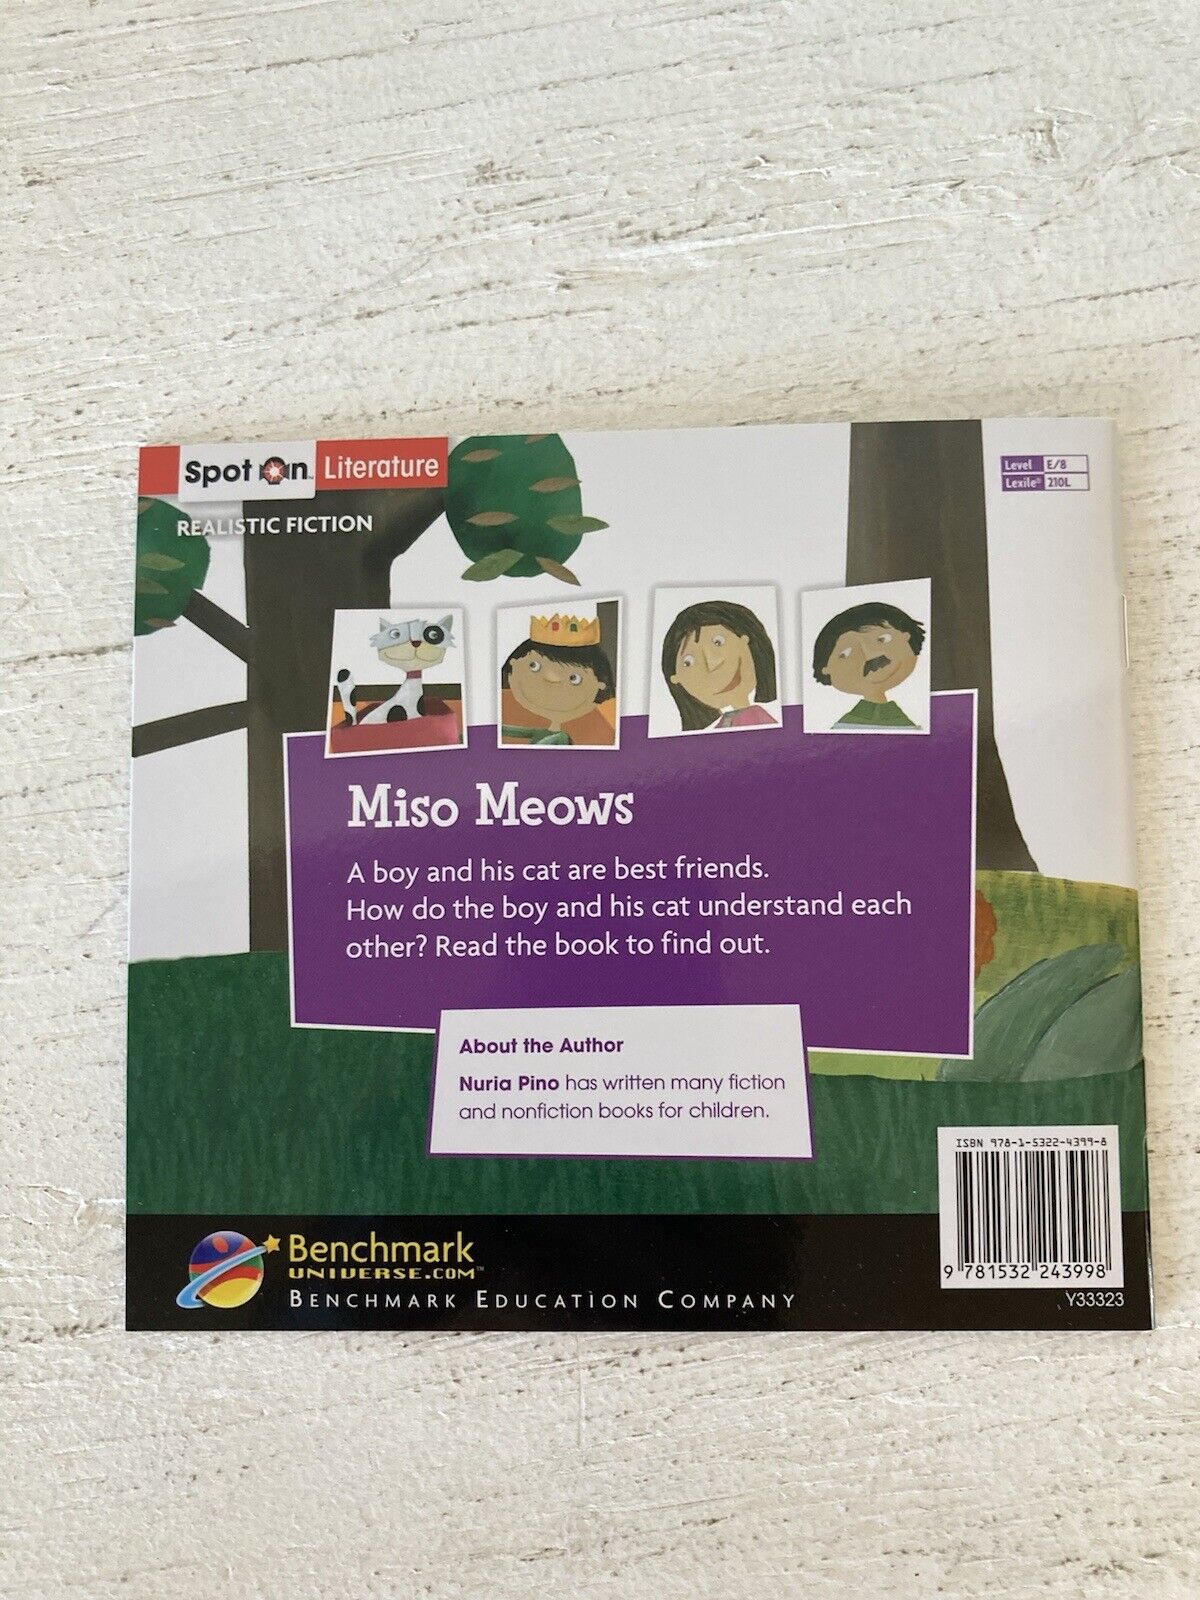 Spot On™ Literature
REALISTIC FICTION
Level E/8
Lexile® 210L
Miso Meows
A boy and his cat are best friends.
How do the boy and his cat understand each
other? Read the book to find out.
About the Author
Nuria Pino has written many fiction
and nonfiction books for children.
ISBN 978-1-5322-4399-8
9 781532 243998
Y33323
Benchmark
UNIVERSE.COM™
BENCHMARK EDUCATION COMPANY